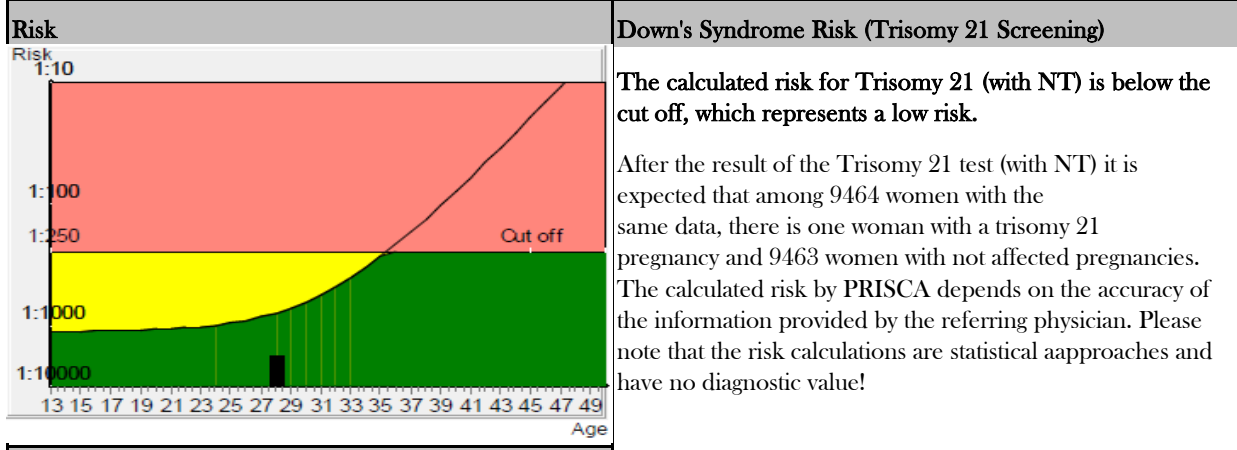 Risk
Risk
1:10
1:100
1:250
Cut off
1:1000
1:10000
13 15 17 19 21 23 25 27 29 31 33 35 37 39 41 43 45 47 49
Age
Down's Syndrome Risk (Trisomy 21 Screening)
The calculated risk for Trisomy 21 (with NT) is below the
cut off, which represents a low risk.
After the result of the Trisomy 21 test (with NT) it is
expected that among 9464 women with the
same data, there is one woman with a trisomy 21
pregnancy and 9463 women with not affected pregnancies.
The calculated risk by PRISCA depends on the accuracy of
the information provided by the referring physician. Please
note that the risk calculations are statistical aapproaches and
have no diagnostic value!